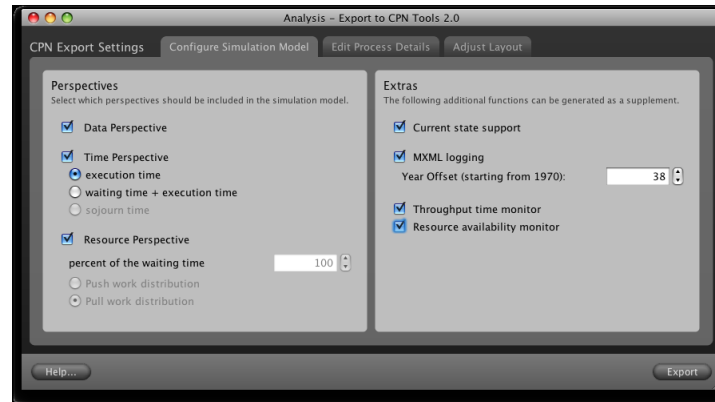 Analysis – Export to CPN Tools 2.0
CPN Export Settings
Configure Simulation Model
Edit Process Details
Adjust Layout
Perspectives
Select which perspectives should be included in the simulation model.
Data Perspective
Time Perspective
execution time
waiting time + execution time
sojourn time
Resource Perspective
percent of the waiting time 100
Push work distribution
Pull work distribution
Extras
The following additional functions can be generated as a supplement.
Current state support
MXML logging
Year Offset (starting from 1970): 38
Throughput time monitor
Resource availability monitor
Help...
Export